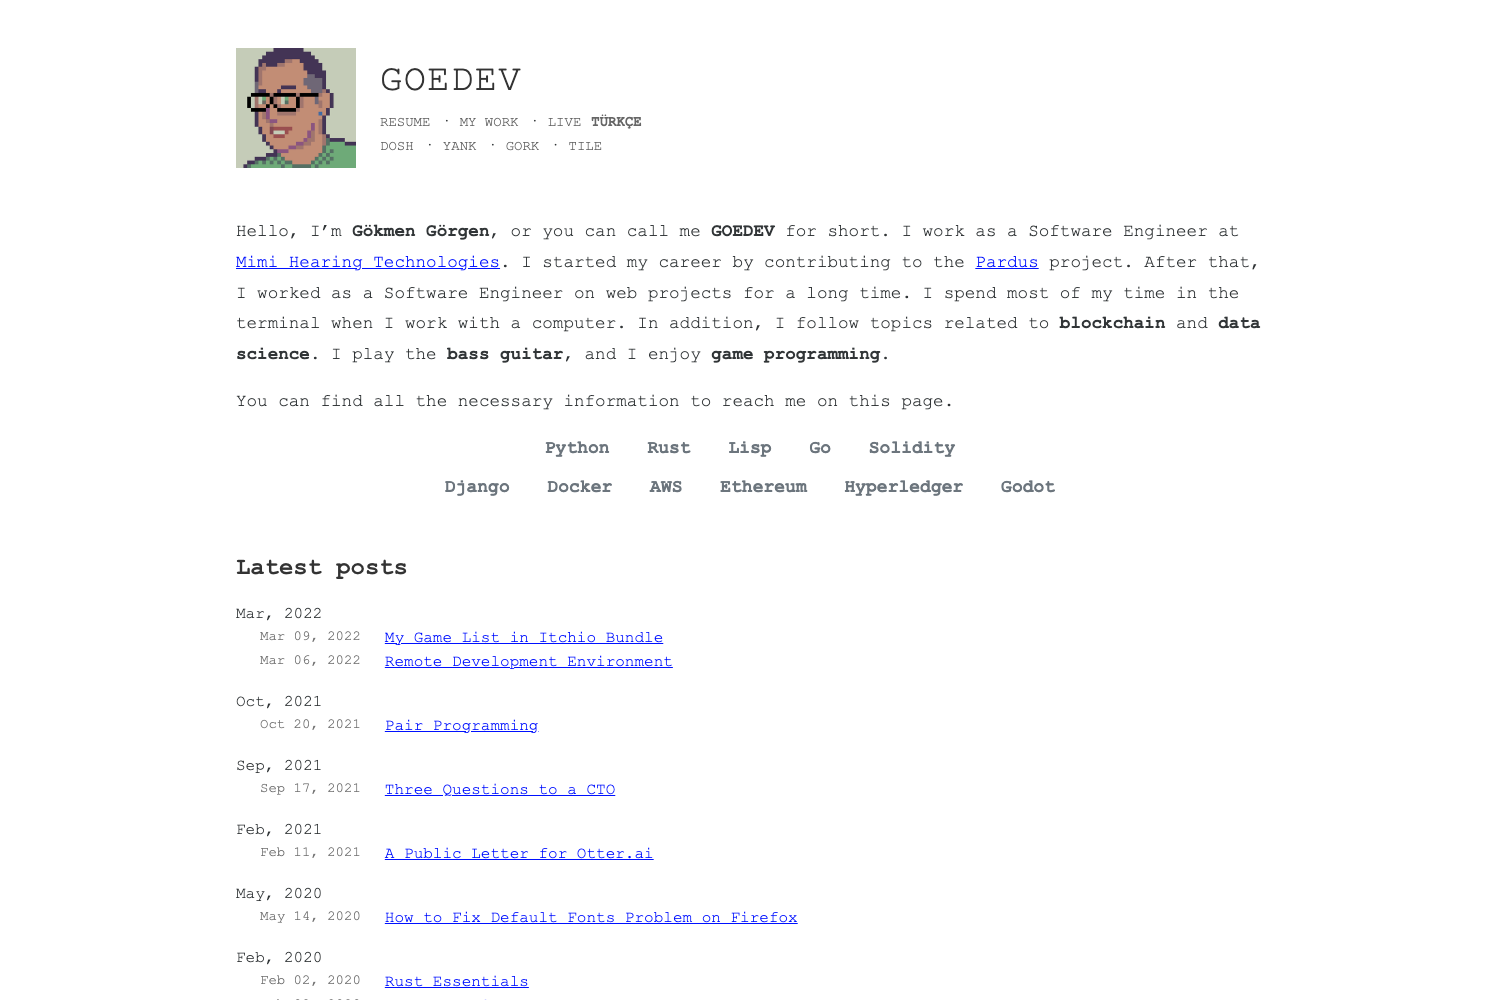 GOEDEV
RESUME · MY WORK · LIVE TÜRKÇE
DOSH · YANK · GORK · TILE
Hello, I’m Gökmen Görgen, or you can call me GOEDEV for short. I work as a Software Engineer at
Mimi Hearing Technologies. I started my career by contributing to the Pardus project. After that,
I worked as a Software Engineer on web projects for a long time. I spend most of my time in the
terminal when I work with a computer. In addition, I follow topics related to blockchain and data
science. I play the bass guitar, and I enjoy game programming.
You can find all the necessary information to reach me on this page.
Python Rust Lisp Go Solidity
Django Docker AWS Ethereum Hyperledger Godot
Latest posts
Mar, 2022
Mar 09, 2022 My Game List in Itchio Bundle
Mar 06, 2022 Remote Development Environment
Oct, 2021
Oct 20, 2021 Pair Programming
Sep, 2021
Sep 17, 2021 Three Questions to a CTO
Feb, 2021
Feb 11, 2021 A Public Letter for Otter.ai
May, 2020
May 14, 2020 How to Fix Default Fonts Problem on Firefox
Feb, 2020
Feb 02, 2020 Rust Essentials